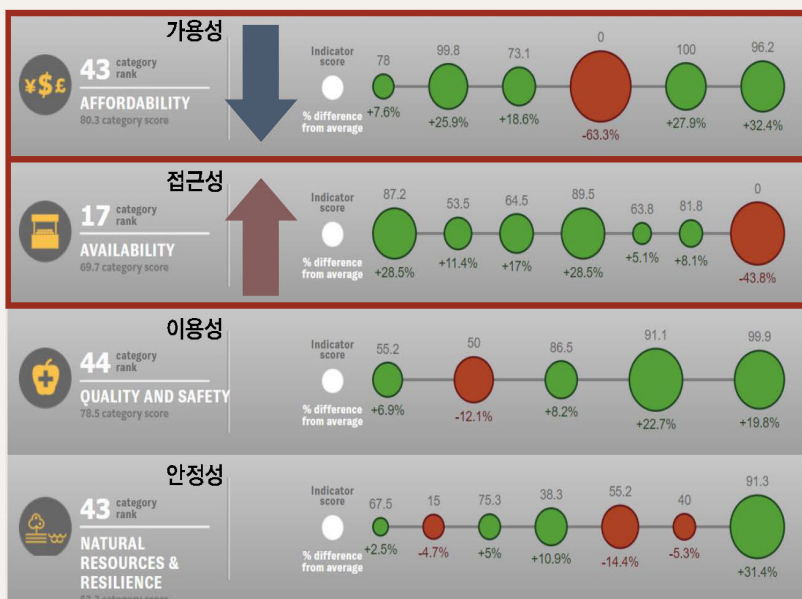 가용성
¥$£
43 category rank
AFFORDABILITY
80.3 category score
Indicator score
78 99.8 73.1 0 100 96.2
% difference from average
+7.6% +25.9% +18.6% -63.3% +27.9% +32.4%
접근성
17 category rank
AVAILABILITY
69.7 category score
Indicator score
87.2 53.5 64.5 89.5 63.8 81.8 0
% difference from average
+28.5% +11.4% +17% +28.5% +5.1% +8.1% -43.8%
이용성
44 category rank
QUALITY AND SAFETY
78.5 category score
Indicator score
55.2 50 86.5 91.1 99.9
% difference from average
+6.9% -12.1% +8.2% +22.7% +19.8%
안정성
43 category rank
NATURAL
RESOURCES &
RESILIENCE
Indicator score
67.5 15 75.3 38.3 55.2 40 91.3
% difference from average
+2.5% -4.7% +5% +10.9% -14.4% -5.3% +31.4%